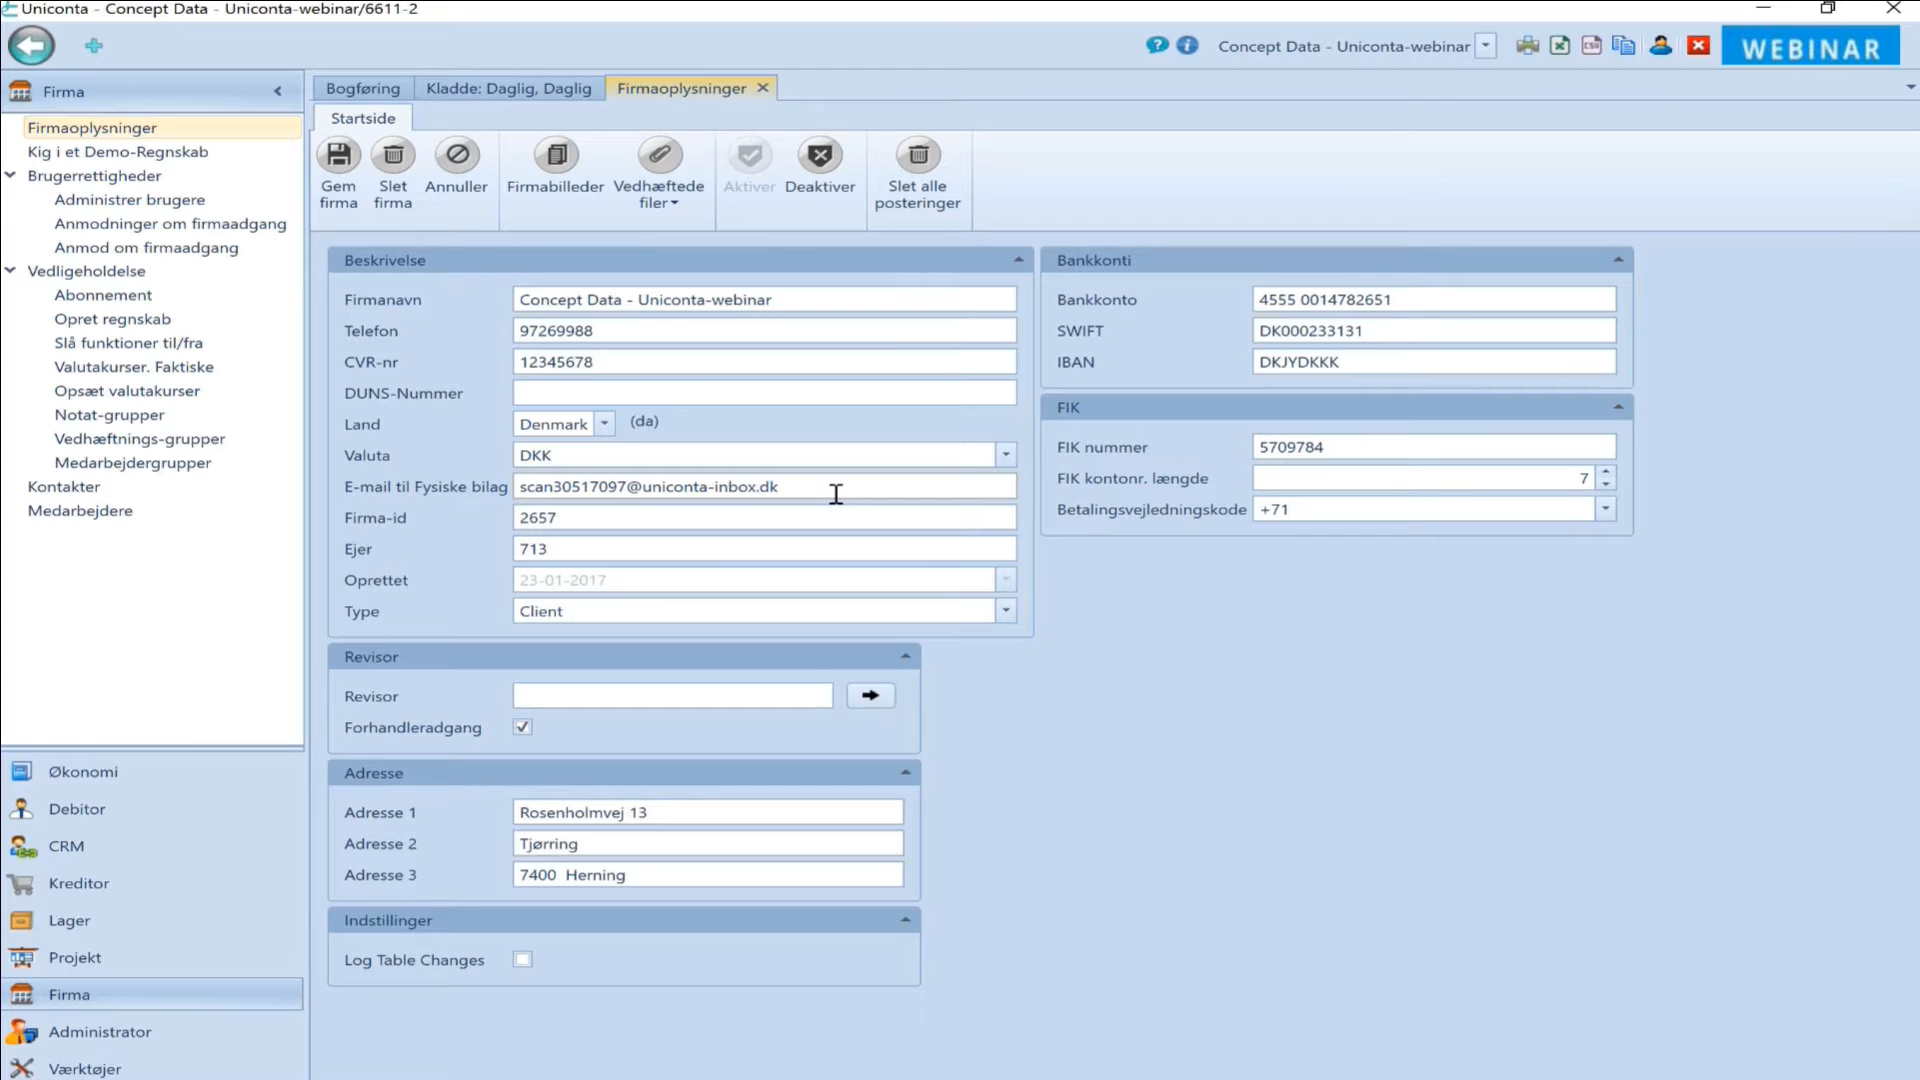 Uniconta - Concept Data - Uniconta-webinar/6611-2
Concept Data - Uniconta-webinar
WEBINAR
Firma
Firmaoplysninger
Kig i et Demo-Regnskab
Brugerrettigheder
Administrer brugere
Anmodninger om firmaadgang
Anmod om firmaadgang
Vedligeholdelse
Abonnement
Opret regnskab
Slå funktioner til/fra
Valutakurser. Faktiske
Opsæt valutakurser
Notat-grupper
Vedhæftnings-grupper
Medarbejdergrupper
Kontakter
Medarbejdere
Økonomi
Debitor
CRM
Kreditor
Lager
Projekt
Firma
Administrator
Værktøjer
Bogføring
Kladde: Daglig, Daglig
Firmaoplysninger
Startside
Gem firma
Slet firma
Annuller
Firmabilleder
Vedhæftede filer
Aktiver
Deaktiver
Slet alle posteringer
Beskrivelse
Firmanavn Concept Data - Uniconta-webinar
Telefon 97269988
CVR-nr 12345678
DUNS-Nummer
Land Denmark (da)
Valuta DKK
E-mail til Fysiske bilag scan30517097@uniconta-inbox.dk
Firma-id 2657
Ejer 713
Oprettet 23-01-2017
Type Client
Revisor
Revisor
Forhandleradgang
Adresse
Adresse 1 Rosenholmvej 13
Adresse 2 Tjørring
Adresse 3 7400 Herning
Indstillinger
Log Table Changes
Bankkonti
Bankkonto 4555 0014782651
SWIFT DK000233131
IBAN DKJYDKKK
FIK
FIK nummer 5709784
FIK kontonr. længde 7
Betalingsvejledningskode +71